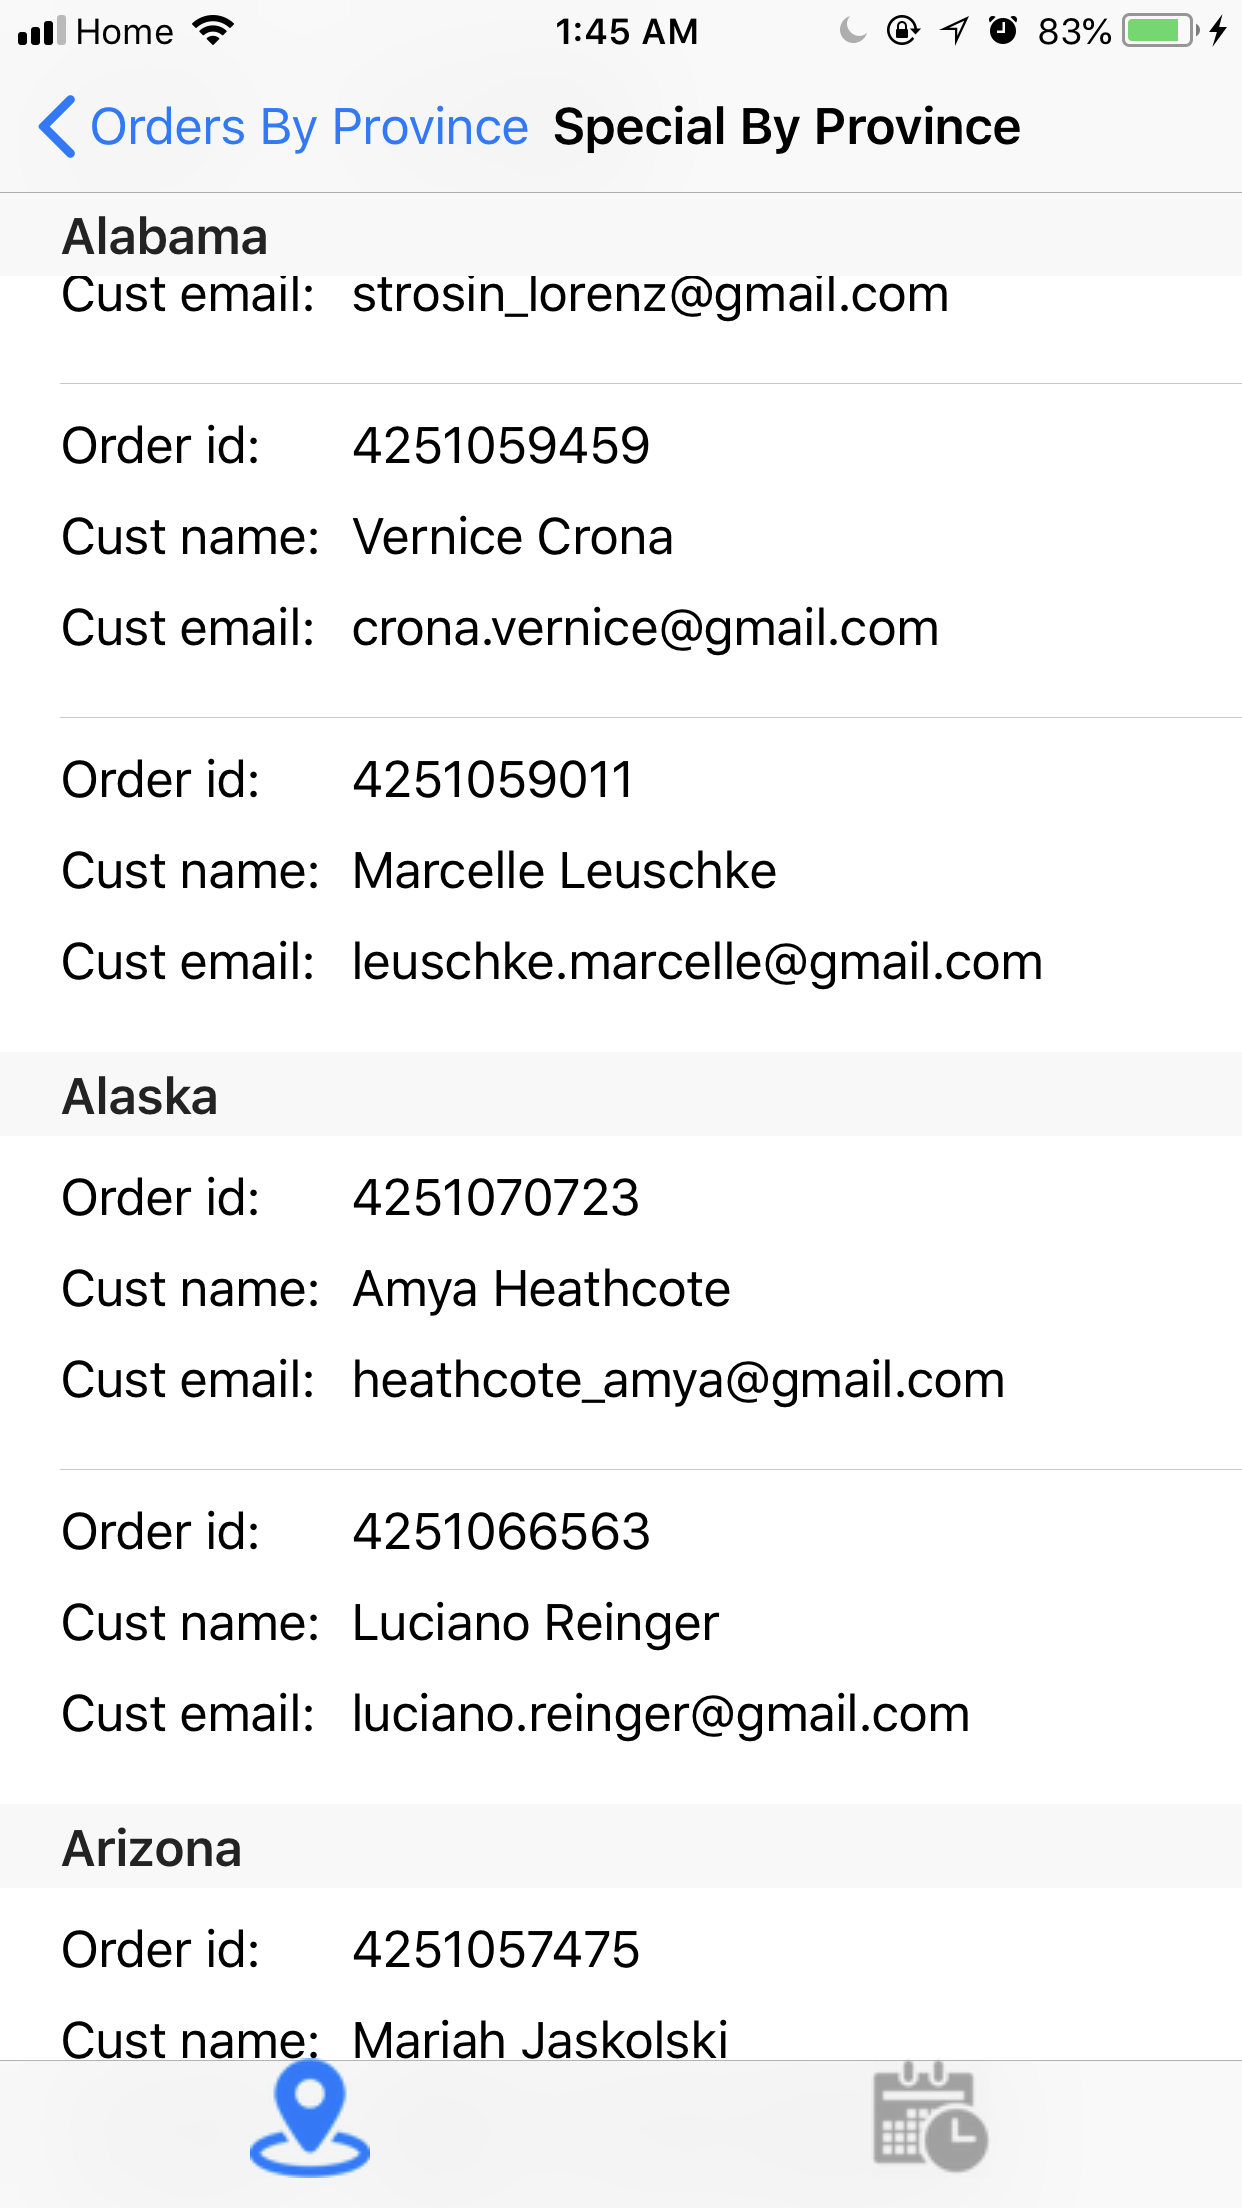 Home 1:45 AM 83%
Orders By Province Special By Province
Alabama
Cust email: strosin_lorenz@gmail.com
Order id: 4251059459
Cust name: Vernice Crona
Cust email: crona.vernice@gmail.com
Order id: 4251059011
Cust name: Marcelle Leuschke
Cust email: leuschke.marcelle@gmail.com
Alaska
Order id: 4251070723
Cust name: Amya Heathcote
Cust email: heathcote_amya@gmail.com
Order id: 4251066563
Cust name: Luciano Reinger
Cust email: luciano.reinger@gmail.com
Arizona
Order id: 4251057475
Cust name: Mariah Jaskolski